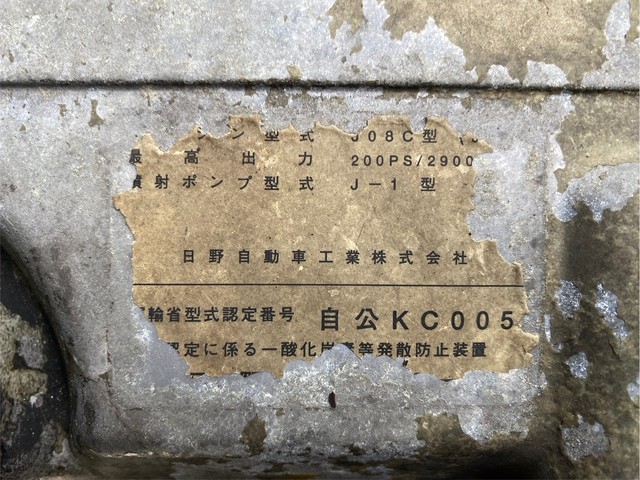 ン型式 J08C型
最高出力 200PS/2900
射ポンプ型式 J-1型
日野自動車工業株式会社
輸省型式認定番号 自公KC005
認定に係る一酸化炭素等発散防止装置